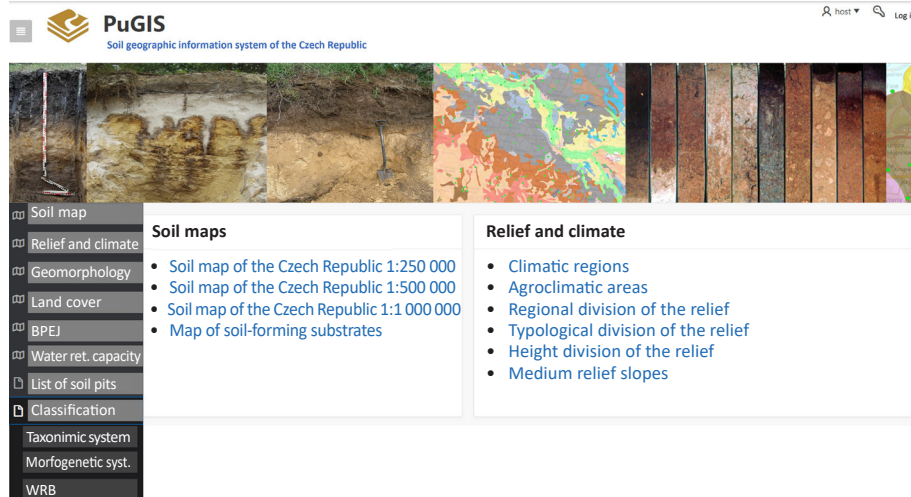 host
Log i
PuGIS
Soil geographic information system of the Czech Republic
Soil map
Relief and climate
Geomorphology
Land cover
BPEJ
Water ret. capacity
List of soil pits
Classification
Taxonimic system
Morfogenetic syst.
WRB
Soil maps
Soil map of the Czech Republic 1:250 000
Soil map of the Czech Republic 1:500 000
Soil map of the Czech Republic 1:1 000 000
Map of soil-forming substrates
Relief and climate
Climatic regions
Agroclimatic areas
Regional division of the relief
Typological division of the relief
Height division of the relief
Medium relief slopes